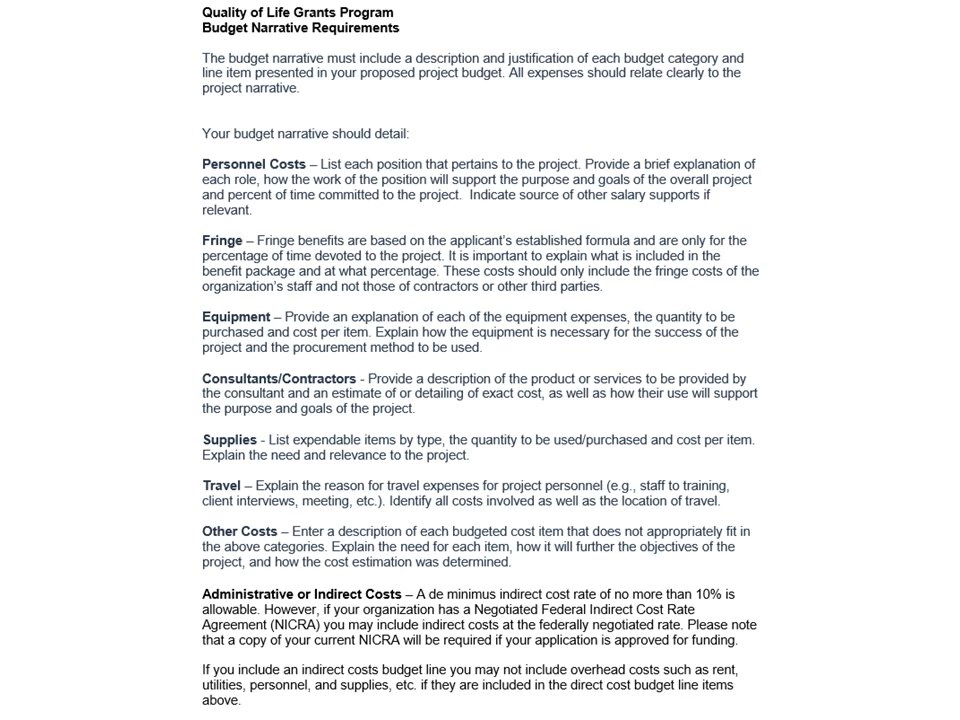 Quality of Life Grants Program
Budget Narrative Requirements
The budget narrative must include a description and justification of each budget category and
line item presented in your proposed project budget. All expenses should relate clearly to the
project narrative.
Your budget narrative should detail:
Personnel Costs – List each position that pertains to the project. Provide a brief explanation of
each role, how the work of the position will support the purpose and goals of the overall project
and percent of time committed to the project.  Indicate source of other salary supports if
relevant.
Fringe – Fringe benefits are based on the applicant's established formula and are only for the
percentage of time devoted to the project. It is important to explain what is included in the
benefit package and at what percentage. These costs should only include the fringe costs of the
organization's staff and not those of contractors or other third parties.
Equipment – Provide an explanation of each of the equipment expenses, the quantity to be
purchased and cost per item. Explain how the equipment is necessary for the success of the
project and the procurement method to be used.
Consultants/Contractors - Provide a description of the product or services to be provided by
the consultant and an estimate of or detailing of exact cost, as well as how their use will support
the purpose and goals of the project.
Supplies - List expendable items by type, the quantity to be used/purchased and cost per item.
Explain the need and relevance to the project.
Travel – Explain the reason for travel expenses for project personnel (e.g., staff to training,
client interviews, meeting, etc.). Identify all costs involved as well as the location of travel.
Other Costs – Enter a description of each budgeted cost item that does not appropriately fit in
the above categories. Explain the need for each item, how it will further the objectives of the
project, and how the cost estimation was determined.
Administrative or Indirect Costs – A de minimus indirect cost rate of no more than 10% is
allowable. However, if your organization has a Negotiated Federal Indirect Cost Rate
Agreement (NICRA) you may include indirect costs at the federally negotiated rate. Please note
that a copy of your current NICRA will be required if your application is approved for funding.
If you include an indirect costs budget line you may not include overhead costs such as rent,
utilities, personnel, and supplies, etc. if they are included in the direct cost budget line items
above.